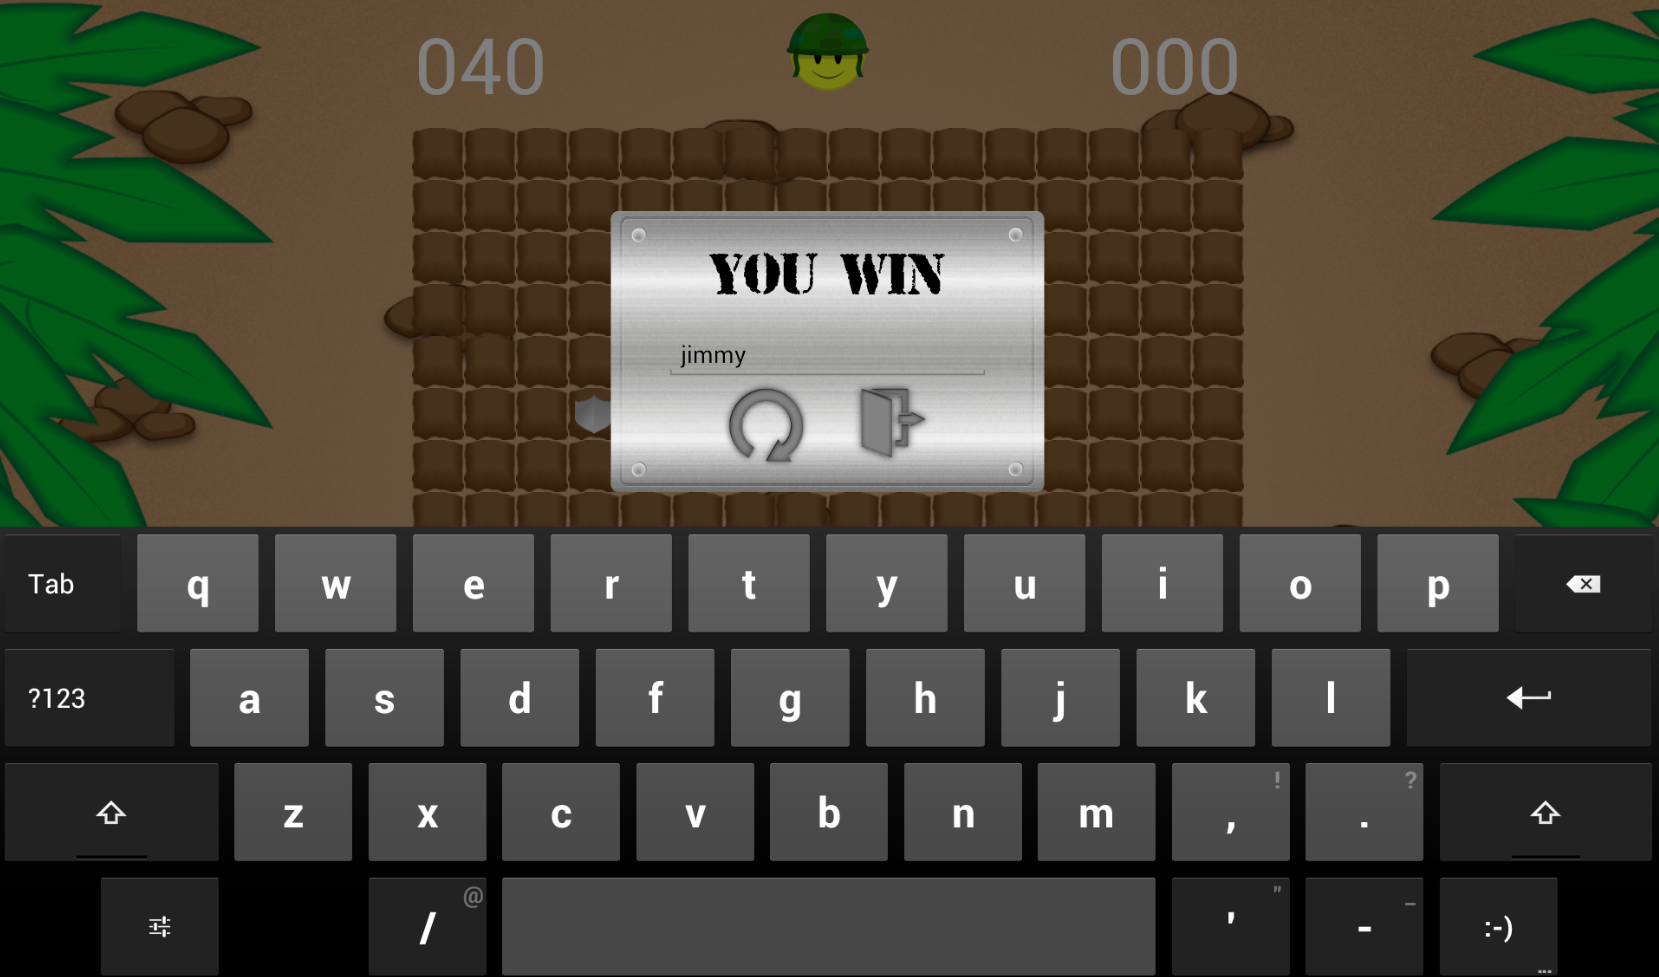 040 000
YOU WIN
jimmy
Tab q w e r t y u i o p
?123 a s d f g h j k l
z x c v b n m ! , ? .
@ / " ' _ - :-) ...